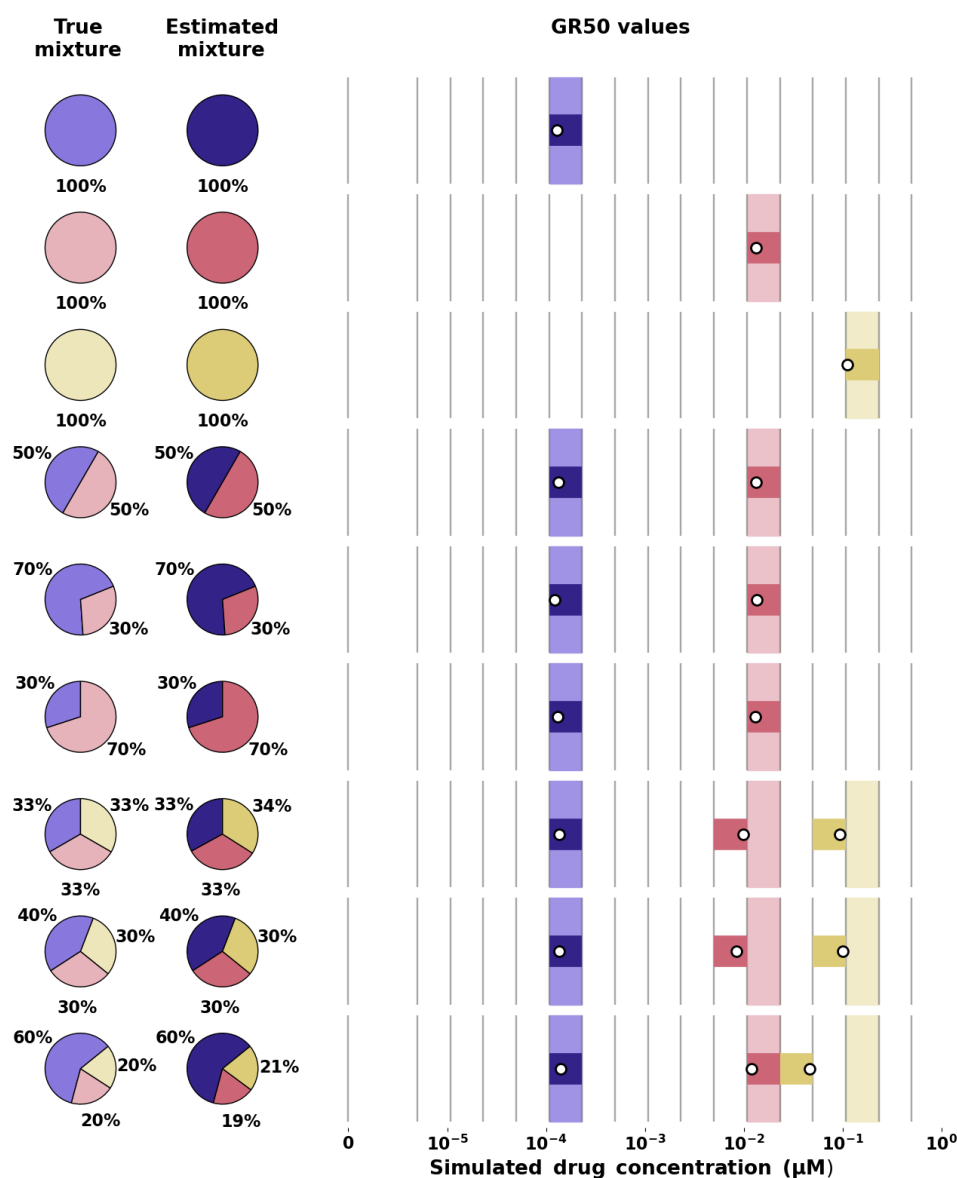 True mixture
Estimated mixture
GR50 values
100% 100%
100% 100%
100% 100%
50% 50%
50% 50%
70% 70%
30% 30%
30% 30%
70% 70%
33% 33% 33% 34%
33% 33%
40% 30% 40% 30%
30% 30%
60% 20% 60% 21%
20% 19%
0 10⁻⁵ 10⁻⁴ 10⁻³ 10⁻² 10⁻¹ 10⁰
Simulated drug concentration (μM)